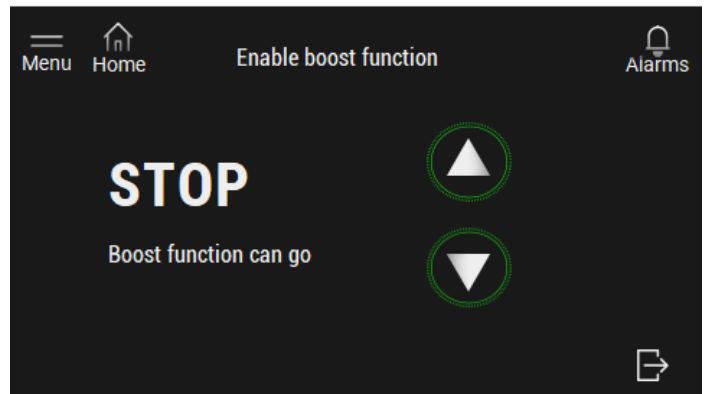 Menu
Home
Enable boost function
Alarms
STOP
Boost function can go